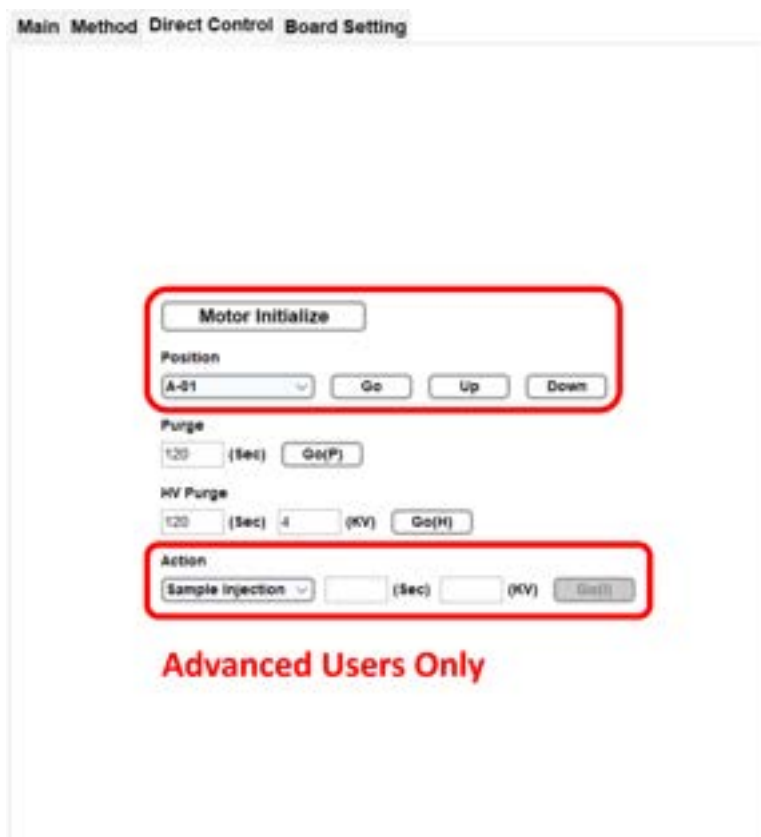 Main Method Direct Control Board Setting
Motor Initialize
Position
A-01 Go Up Down
Purge
120 (Sec) Go(P)
HV Purge
120 (Sec) 4 (KV) Go(H)
Action
Sample Injection (Sec) (KV) Go(I)
Advanced Users Only